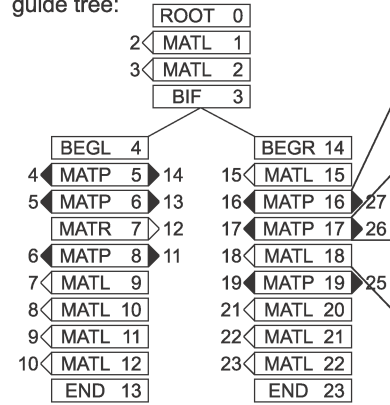 guide tree:
ROOT 0
2 MATL 1
3 MATL 2
BIF 3
BEGL 4
4 MATP 5 14
5 MATP 6 13
MATR 7 12
6 MATP 8 11
7 MATL 9
8 MATL 10
9 MATL 11
10 MATL 12
END 13
BEGR 14
15 MATL 15
16 MATP 16 27
17 MATP 17 26
18 MATL 18
19 MATP 19 25
21 MATL 20
22 MATL 21
23 MATL 22
END 23